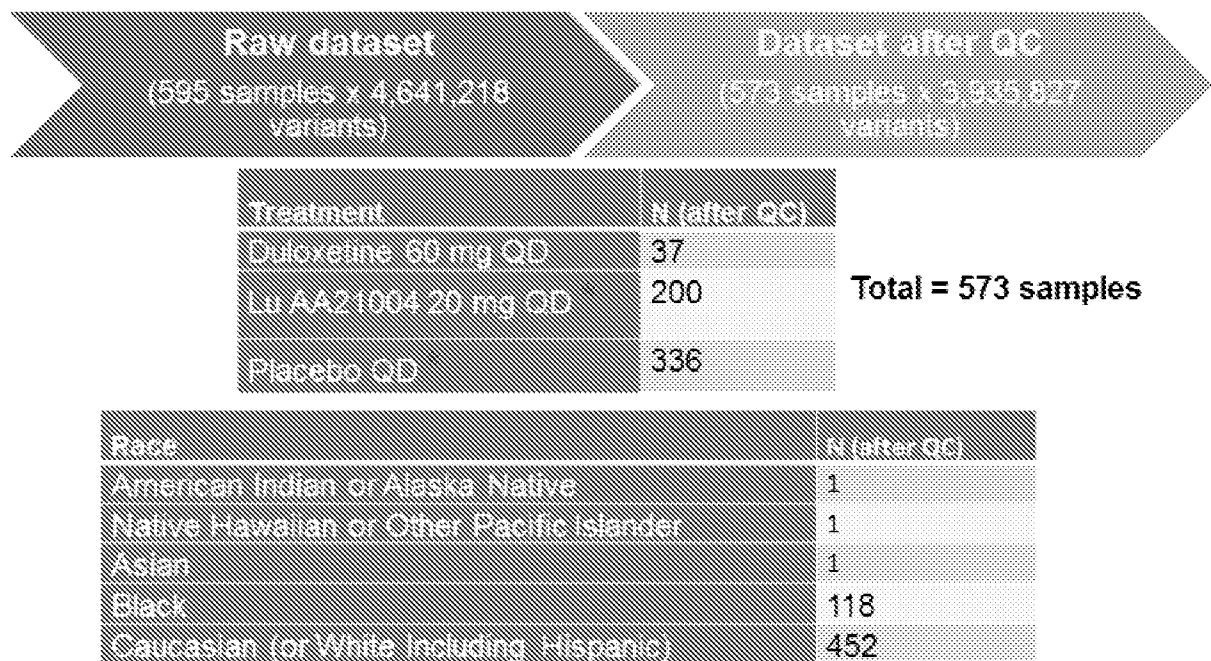 Raw dataset
(595 samples x 4,641,218
variants)
Dataset after QC
(573 samples x 3,935,827
variants)
Treatment N (after QC)
Duloxetine 60 mg QD 37
Lu AA21004 20 mg QD 200
Placebo QD 336
Total = 573 samples
Race N (after QC)
American Indian or Alaska Native 1
Native Hawaiian or Other Pacific Islander 1
Asian 1
Black 118
Caucasian (or White Including Hispanic) 452